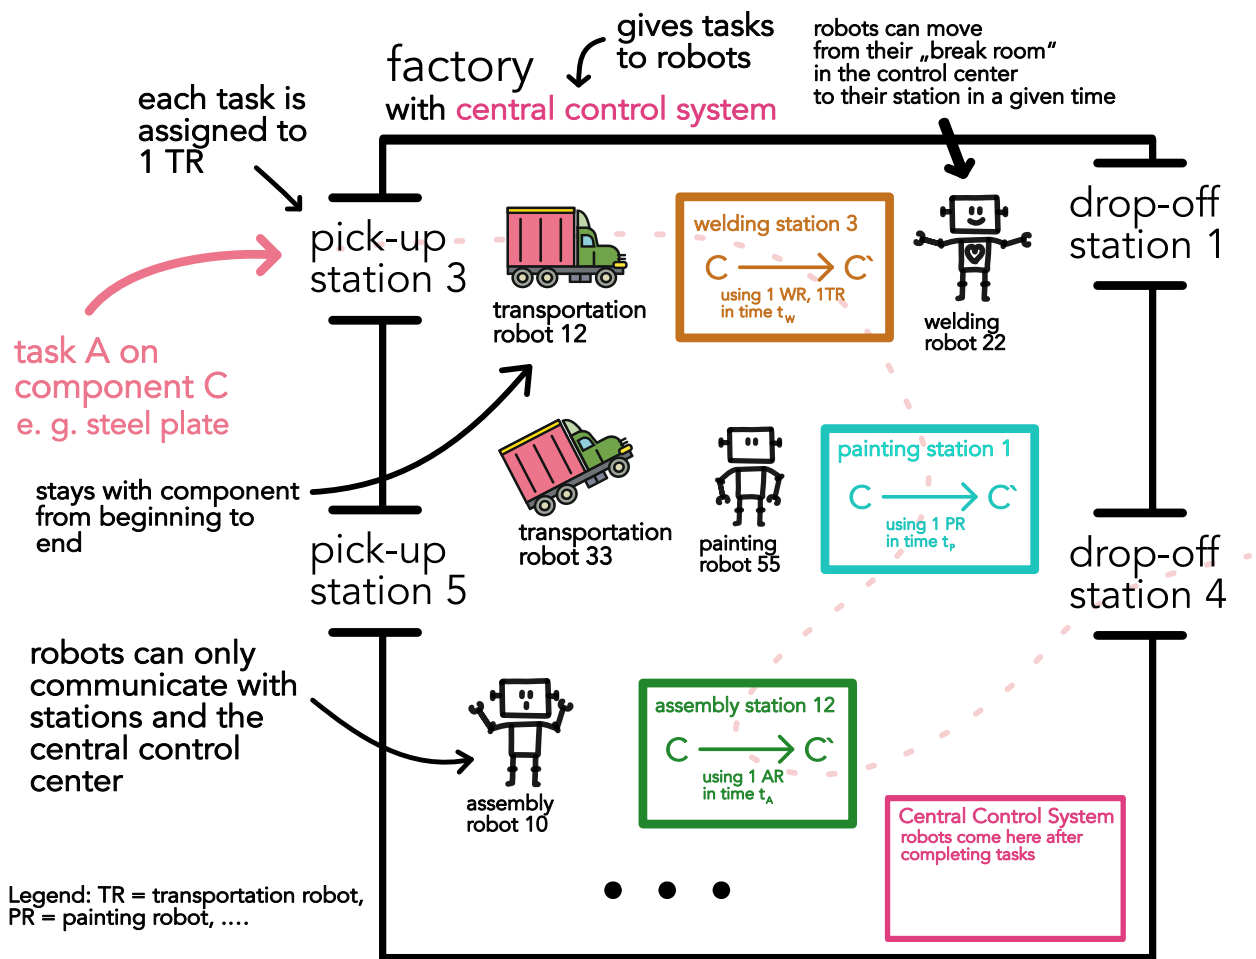 gives tasks
to robots
factory
with central control system
robots can move
from their „break room“
in the control center
to their station in a given time
each task is
assigned to
1 TR
pick-up
station 3
transportation
robot 12
welding station 3
C C`
using 1 WR, 1TR
in time tW
welding
robot 22
drop-off
station 1
task A on
component C
e. g. steel plate
stays with component
from beginning to
end
pick-up
station 5
transportation
robot 33
painting
robot 55
painting station 1
C C`
using 1 PR
in time tP
drop-off
station 4
robots can only
communicate with
stations and the
central control
center
assembly
robot 10
assembly station 12
C C`
using 1 AR
in time tA
Central Control System
robots come here after
completing tasks
Legend: TR = transportation robot,
PR = painting robot, ....